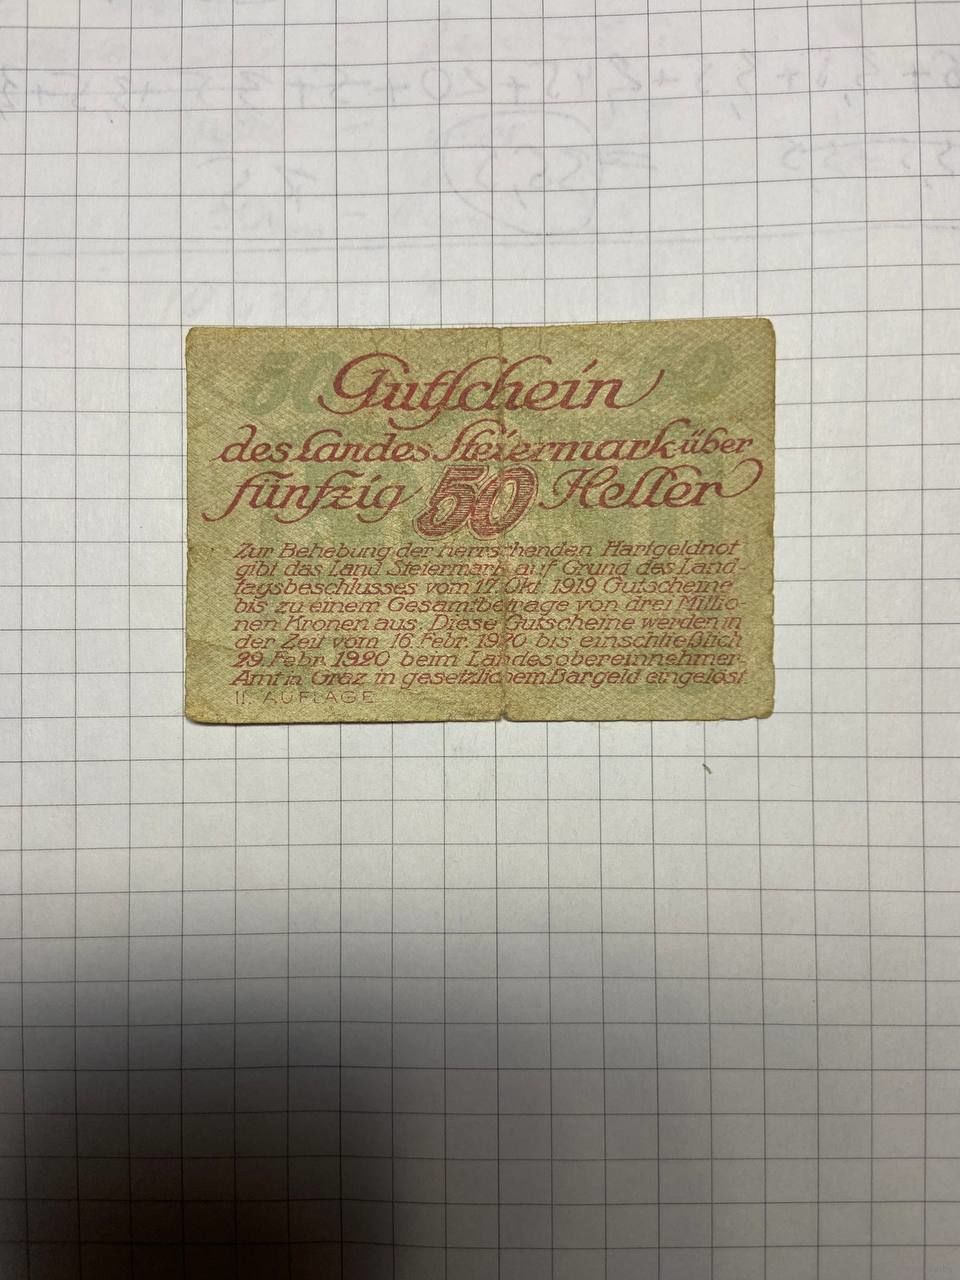 50 50
Gutschein
des Landes Steiermark über
fünfzig 50 Heller
Zur Behebung der herrschenden Hartgeldnot
gibt das Land Steiermark auf Grund des Land-
tagsbeschlusses vom 17. Okt. 1919 Gutscheine
bis zu einem Gesamtbetrage von drei Millio-
nen Kronen aus. Diese Gutscheine werden in
der Zeit vom 16. Febr. 1920 bis einschließlich
29. Febr. 1920 beim Landesobereinnehmer-
Amt in Graz in gesetzlichem Bargeld eingelöst.
II. AUFLAGE